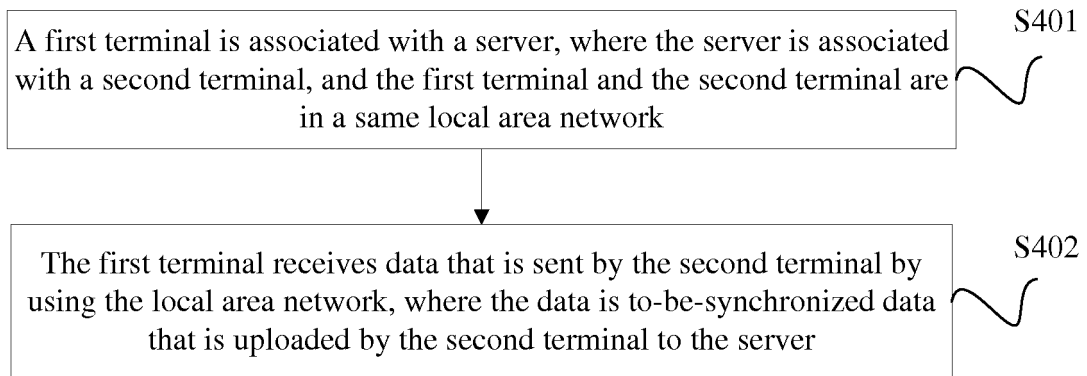 S401
A first terminal is associated with a server, where the server is associated
with a second terminal, and the first terminal and the second terminal are
in a same local area network
S402
The first terminal receives data that is sent by the second terminal by
using the local area network, where the data is to-be-synchronized data
that is uploaded by the second terminal to the server